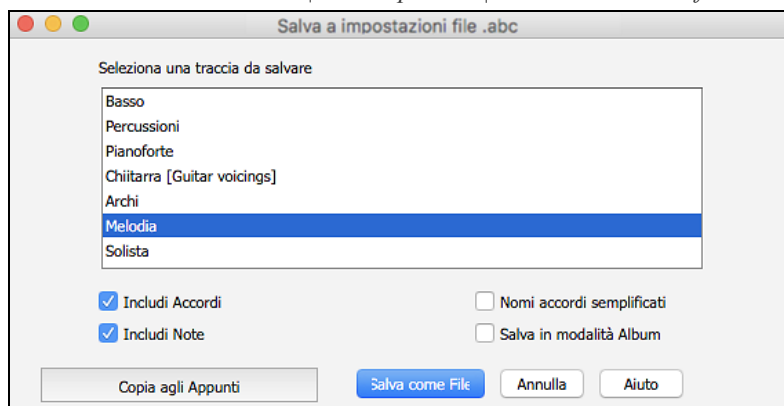 Salva a impostazioni file .abc
Seleziona una traccia da salvare
Basso
Percussioni
Pianoforte
Chiitarra [Guitar voicings]
Archi
Melodia
Solista
Includi Accordi
Nomi accordi semplificati
Includi Note
Salva in modalità Album
Copia agli Appunti
Salva come File
Annulla
Aiuto